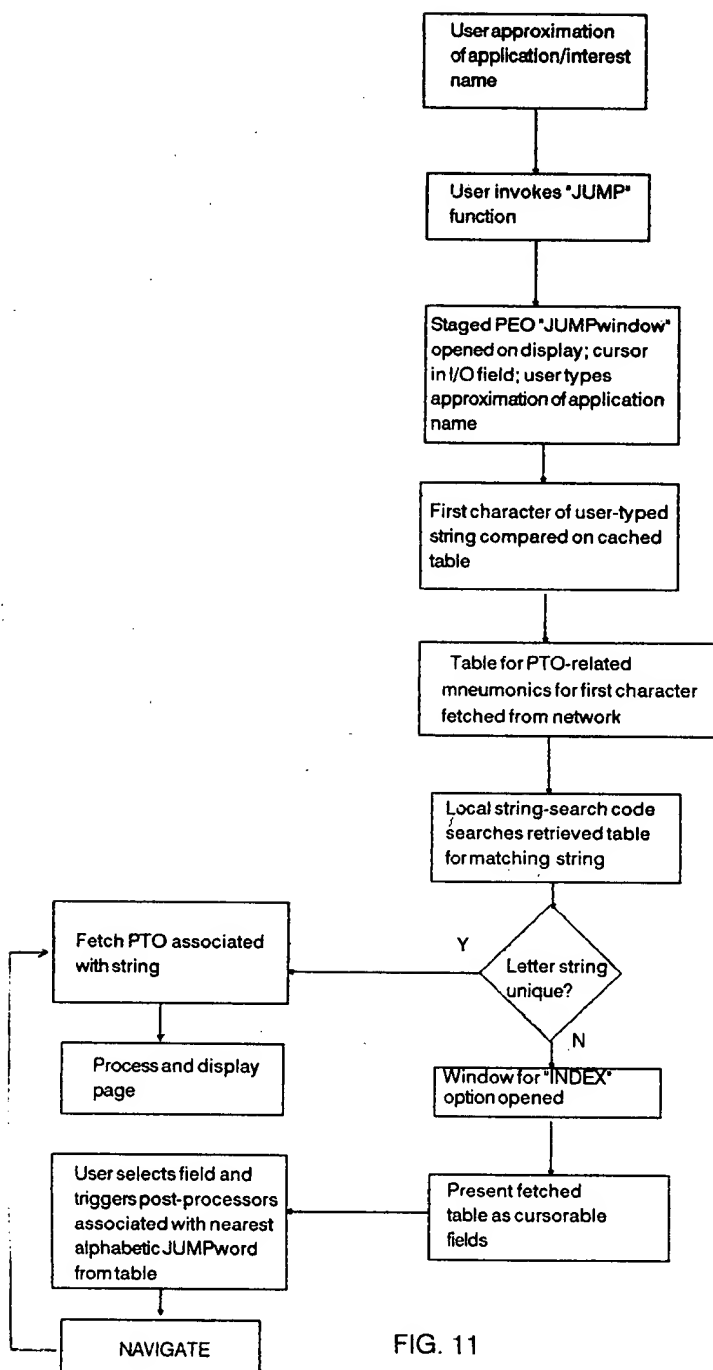 User approximation
of application/interest
name
User invokes "JUMP"
function
Staged PEO "JUMPwindow"
opened on display; cursor
in I/O field; user types
approximation of application
name
First character of user-typed
string compared on cached
table
Table for PTO-related
mneumonics for first character
fetched from network
Local string-search code
searches retrieved table
for matching string
Letter string
unique?
Y
N
Fetch PTO associated
with string
Process and display
page
Window for "INDEX"
option opened
Present fetched
table as cursorable
fields
User selects field and
triggers post-processors
associated with nearest
alphabetic JUMPword
from table
NAVIGATE
FIG. 11